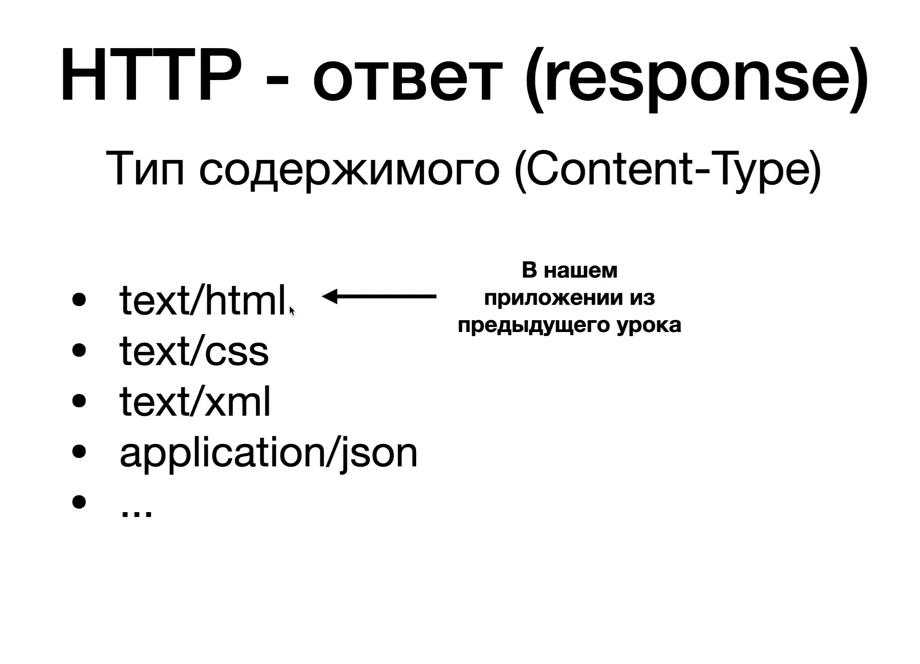 HTTP - ответ (response)
Тип содержимого (Content-Type)
В нашем
приложении из
предыдущего урока
• text/html
• text/css
• text/xml
• application/json
• ...